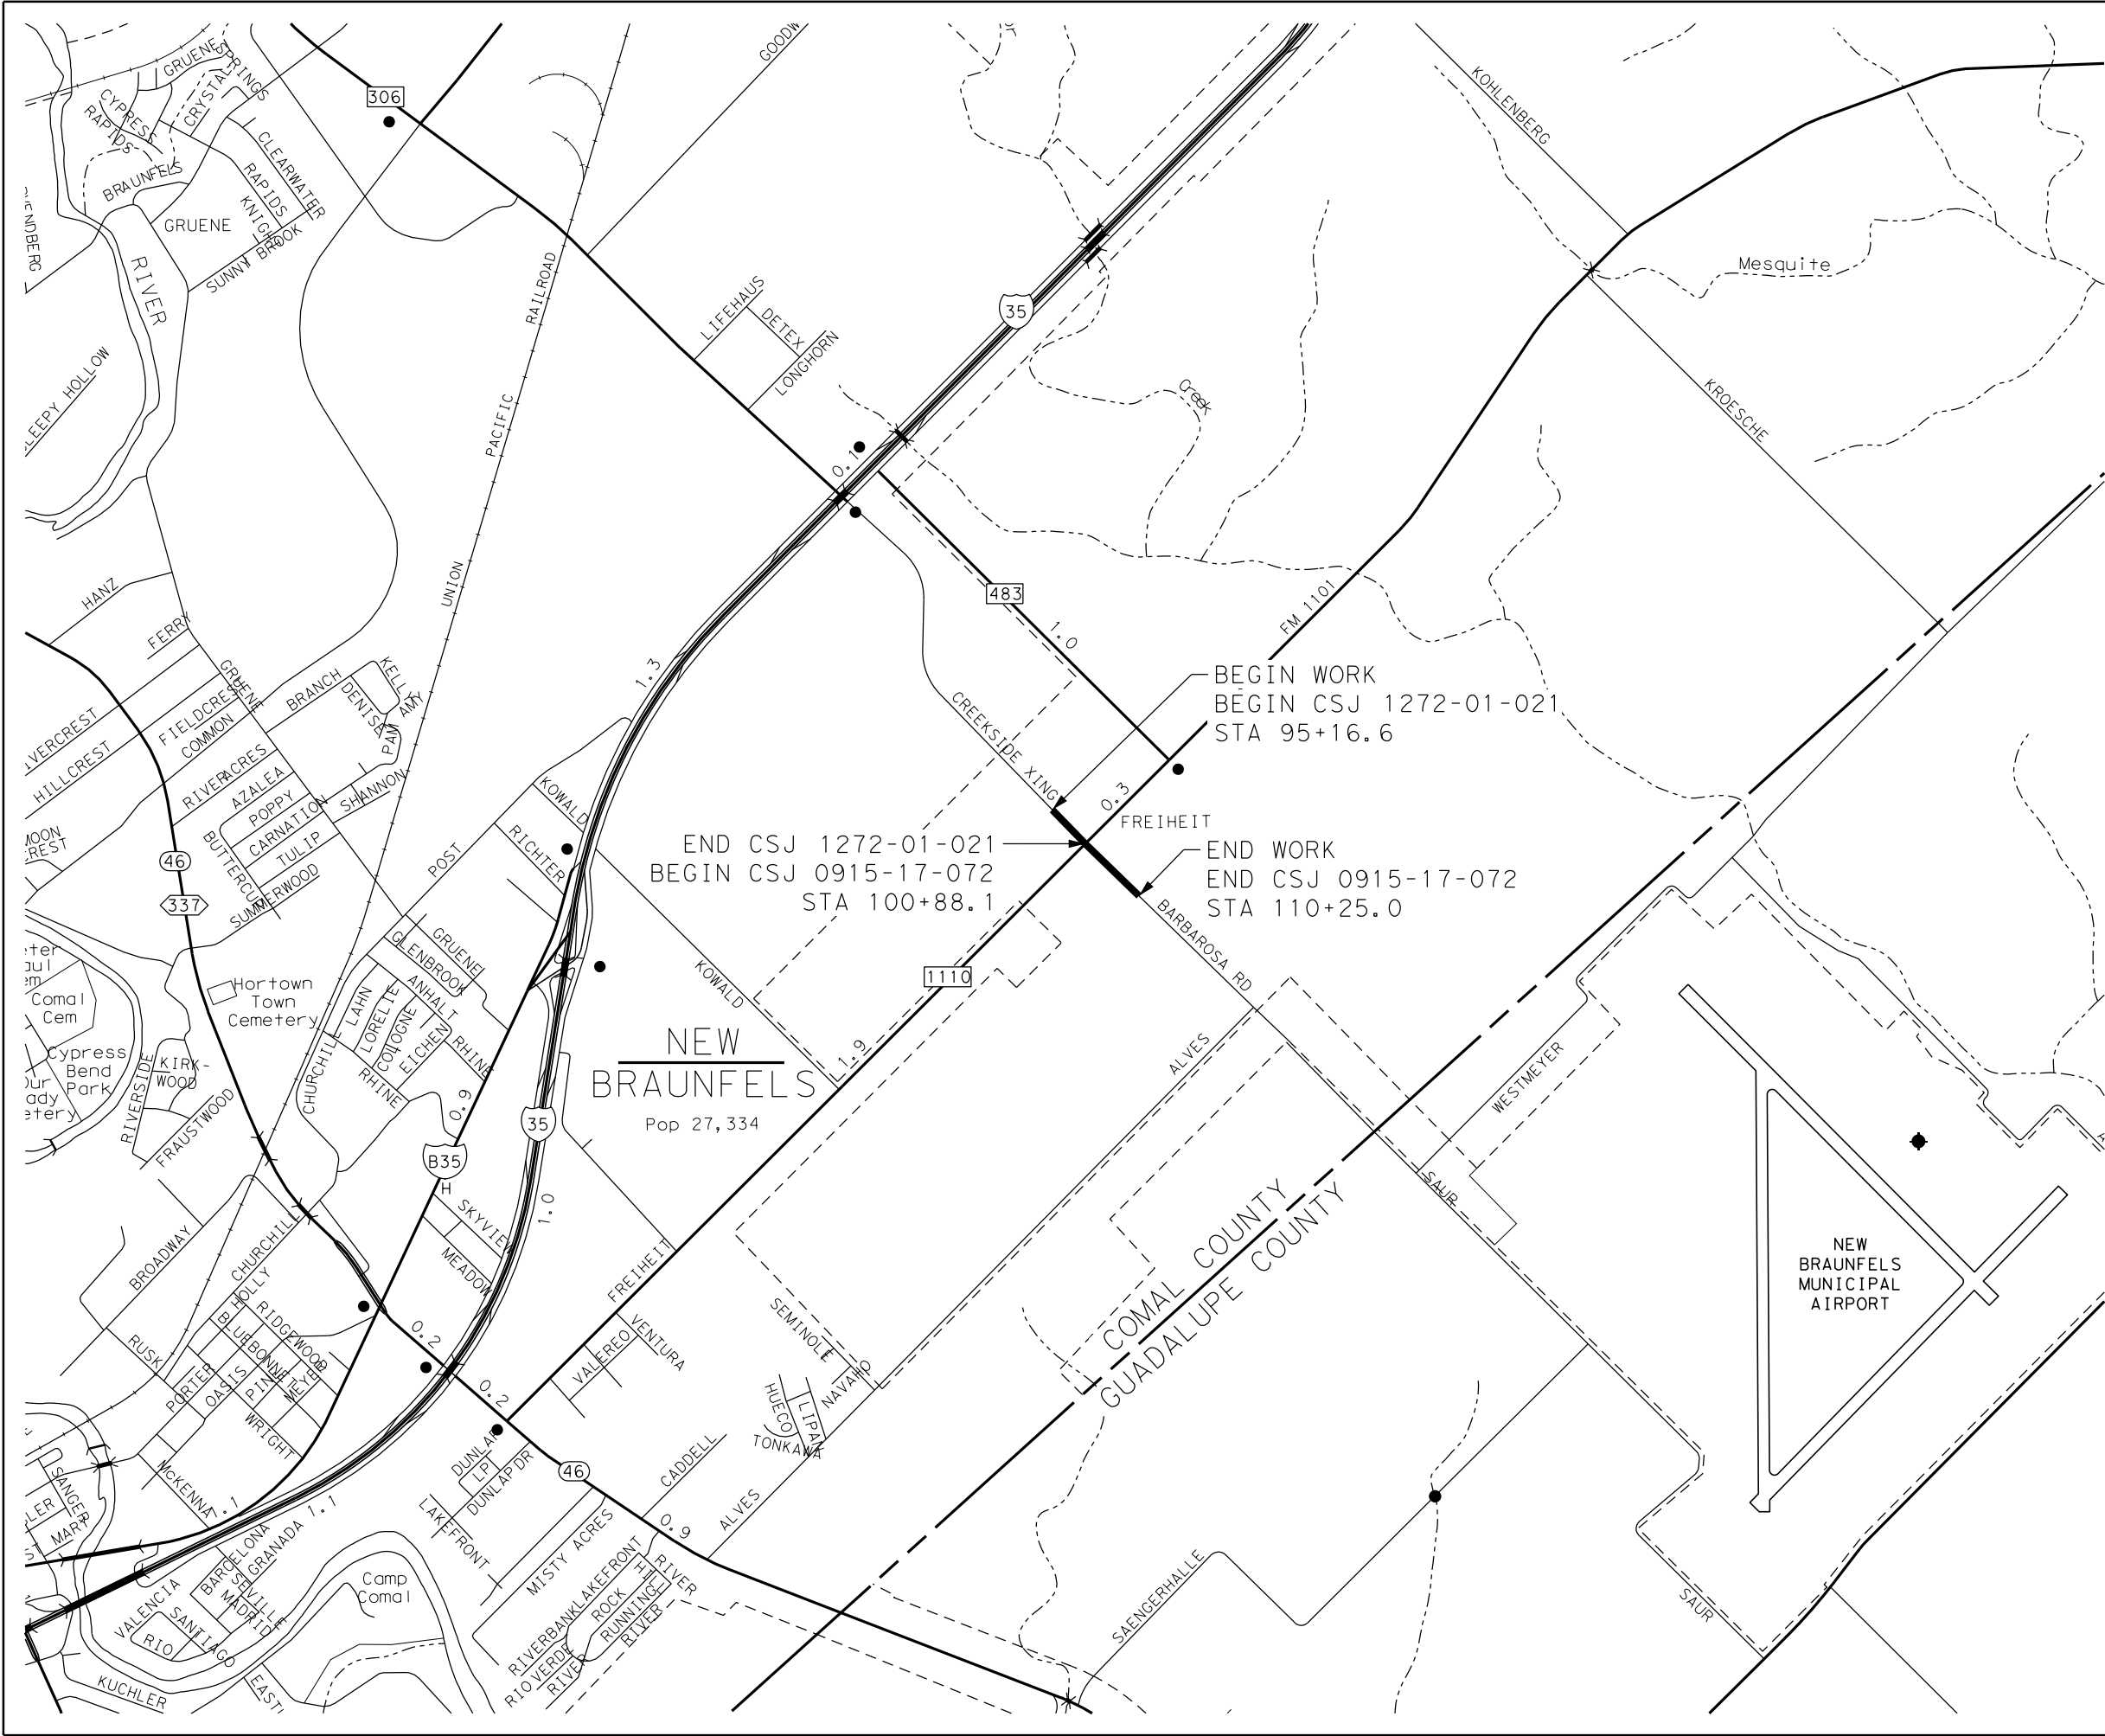 GRUENE
SPRINGS
CRYSTAL
CYPRESS
RAPIDS
BRAUNFELS
CLEARWATER
RAPIDS
KNIGHT
SUNNY BROOK
GRUENE
RIVER
306
GOODW
RAILROAD
PACIFIC
UNION
LIFEHAUS
DETEX
LONGHORN
35
KOHLENBERG
Mesquite
Creek
KROESCHE
0.1
483
1.0
FM 1101
1.3
HANZ
FERRY
GRUENE
FIELDCREST
COMMON
HILLCREST
BRANCH
KELLY
AMY
DENISE
PAM
RIVER ACRES
AZALEA
POPPY
CARNATION
TULIP
SHANNON
BUTTERCUP
SUMMERWOOD
46
337
POST
KOWALD
RICHTER
CREEKSIDE XING
BEGIN WORK
BEGIN CSJ 1272-01-021
STA 95+16.6
0.3
FREIHEIT
END CSJ 1272-01-021
BEGIN CSJ 0915-17-072
STA 100+88.1
END WORK
END CSJ 0915-17-072
STA 110+25.0
BARBAROSA RD
1110
KOWALD
1.9
Hortown
Town
Cemetery
Comal
Cem
Cypress
Bend
Park
RIVERSIDE
KIRK-
WOOD
FRAUSTWOOD
CHURCHILL
LAHN
LORELIE
COLOGNE
EICHEN
RHINE
GLENBROOK
GRUENE
ANHALT
RHINE
0.9
35
B35
H
NEW
BRAUNFELS
Pop 27,334
ALVES
WESTMEYER
SAUR
COMAL COUNTY
GUADALUPE COUNTY
NEW
BRAUNFELS
MUNICIPAL
AIRPORT
1.0
SKYVIEW
MEADOW
BROADWAY
CHURCHILL
HOLLY
RIDGEWOOD
BLUEBONNET
RUSK
PORTER
OASIS
PINE
MEYER
WRIGHT
0.2
0.2
FREIHEIT
VENTURA
VALEREO
SEMINOLE
NAVAHO
HUECO
LIPAN
TONKAWA
DUNLAP
LP
DUNLAP DR
46
CADDELL
ALVES
0.9
LAKEFRONT
MISTY ACRES
McKENNA
1.1
1.1
SANGER
MARY
BARCELONA
GRANADA
SEVILLE
MADRID
VALENCIA
SANTIAGO
RIO
KUCHLER
EAST
Camp
Comal
RIVERBANK
LAKEFRONT
RIVER
HILL
ROCK
RUNNING
RIVER
RIO VERDE
RIVER
SAENGERHALLE
SAUR